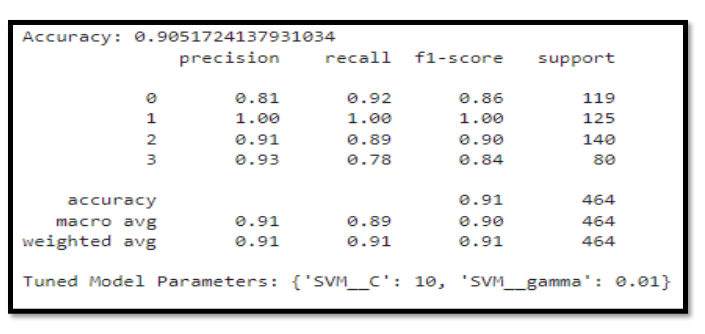 Accuracy: 0.9051724137931034
precision recall f1-score support
0 0.81 0.92 0.86 119
1 1.00 1.00 1.00 125
2 0.91 0.89 0.90 140
3 0.93 0.78 0.84 80
accuracy 0.91 464
macro avg 0.91 0.89 0.90 464
weighted avg 0.91 0.91 0.91 464
Tuned Model Parameters: {'SVM__C': 10, 'SVM__gamma': 0.01}